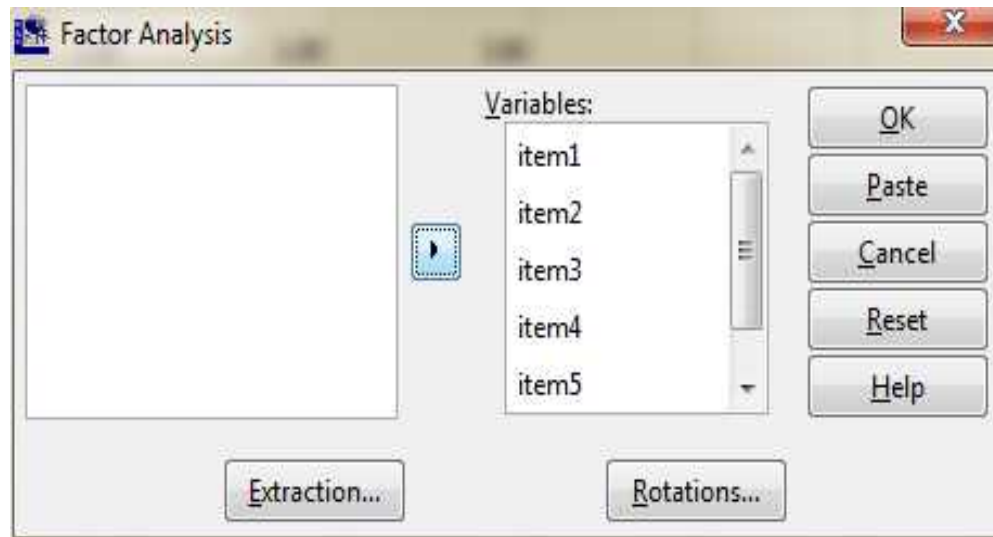 Factor Analysis
Variables:
item1
item2
item3
item4
item5
OK
Paste
Cancel
Reset
Help
Extraction...
Rotations...